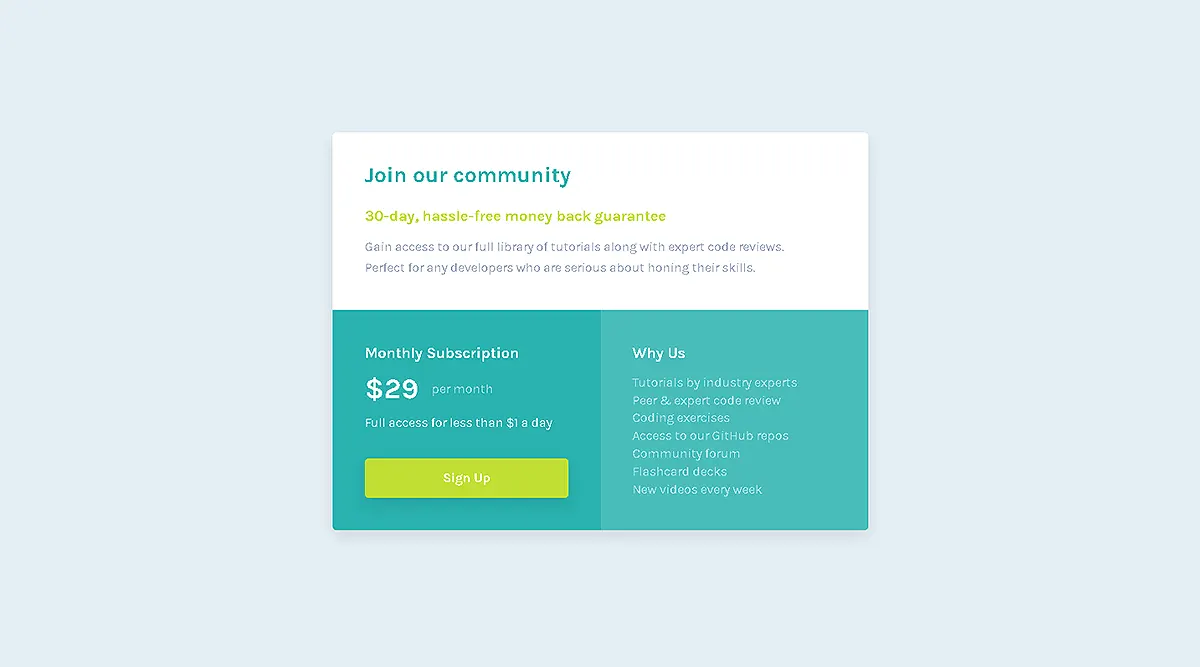 Join our community
30-day, hassle-free money back guarantee
Gain access to our full library of tutorials along with expert code reviews.
Perfect for any developers who are serious about honing their skills.
Monthly Subscription
$29 per month
Full access for less than $1 a day
Sign Up
Why Us
Tutorials by industry experts
Peer & expert code review
Coding exercises
Access to our GitHub repos
Community forum
Flashcard decks
New videos every week